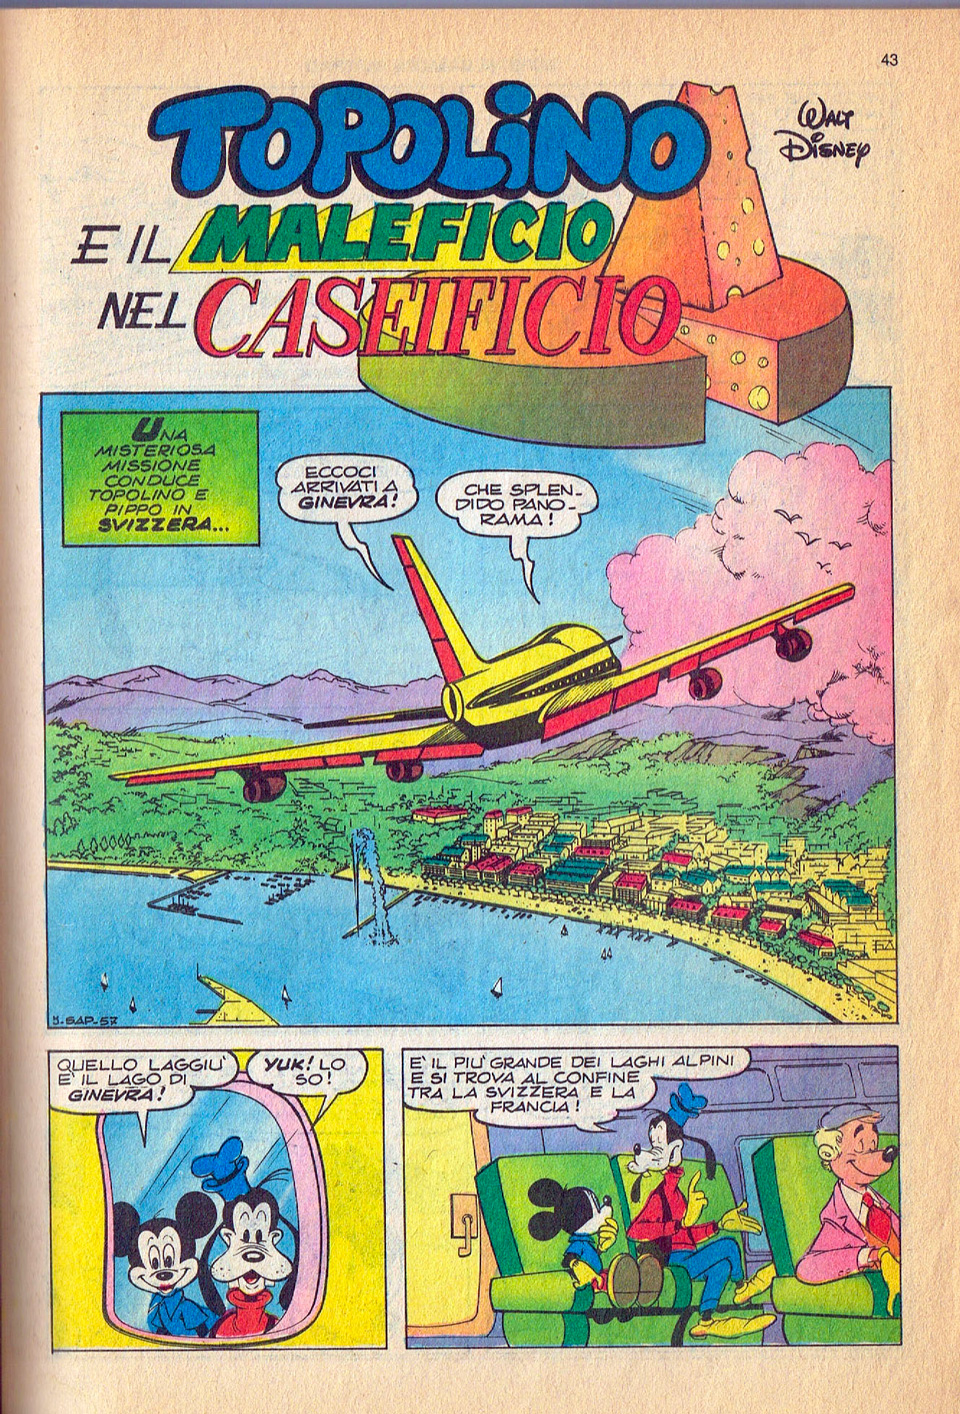 43
TOPOLINO
WALT
DISNEY
E IL MALEFICIO
NEL CASEIFICIO
UNA
MISTERIOSA
MISSIONE
CONDUCE
TOPOLINO E
PIPPO IN
SVIZZERA...
ECCOCI
ARRIVATI A
GINEVRA!
CHE SPLEN-
DIDO PANO-
RAMA!
QUELLO LAGGIU'
E' IL LAGO DI
GINEVRA!
YUK! LO
SO!
E' IL PIU' GRANDE DEI LAGHI ALPINI
E SI TROVA AL CONFINE
TRA LA SVIZZERA E LA
FRANCIA!